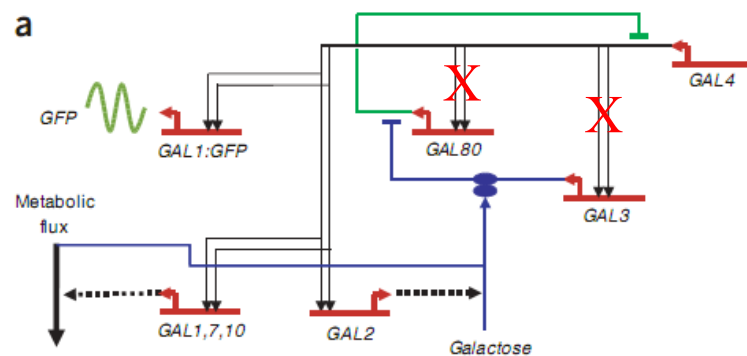 a
GAL4
X
X
GFP
GAL1:GFP
GAL80
GAL3
Metabolic
flux
GAL1,7,10
GAL2
Galactose